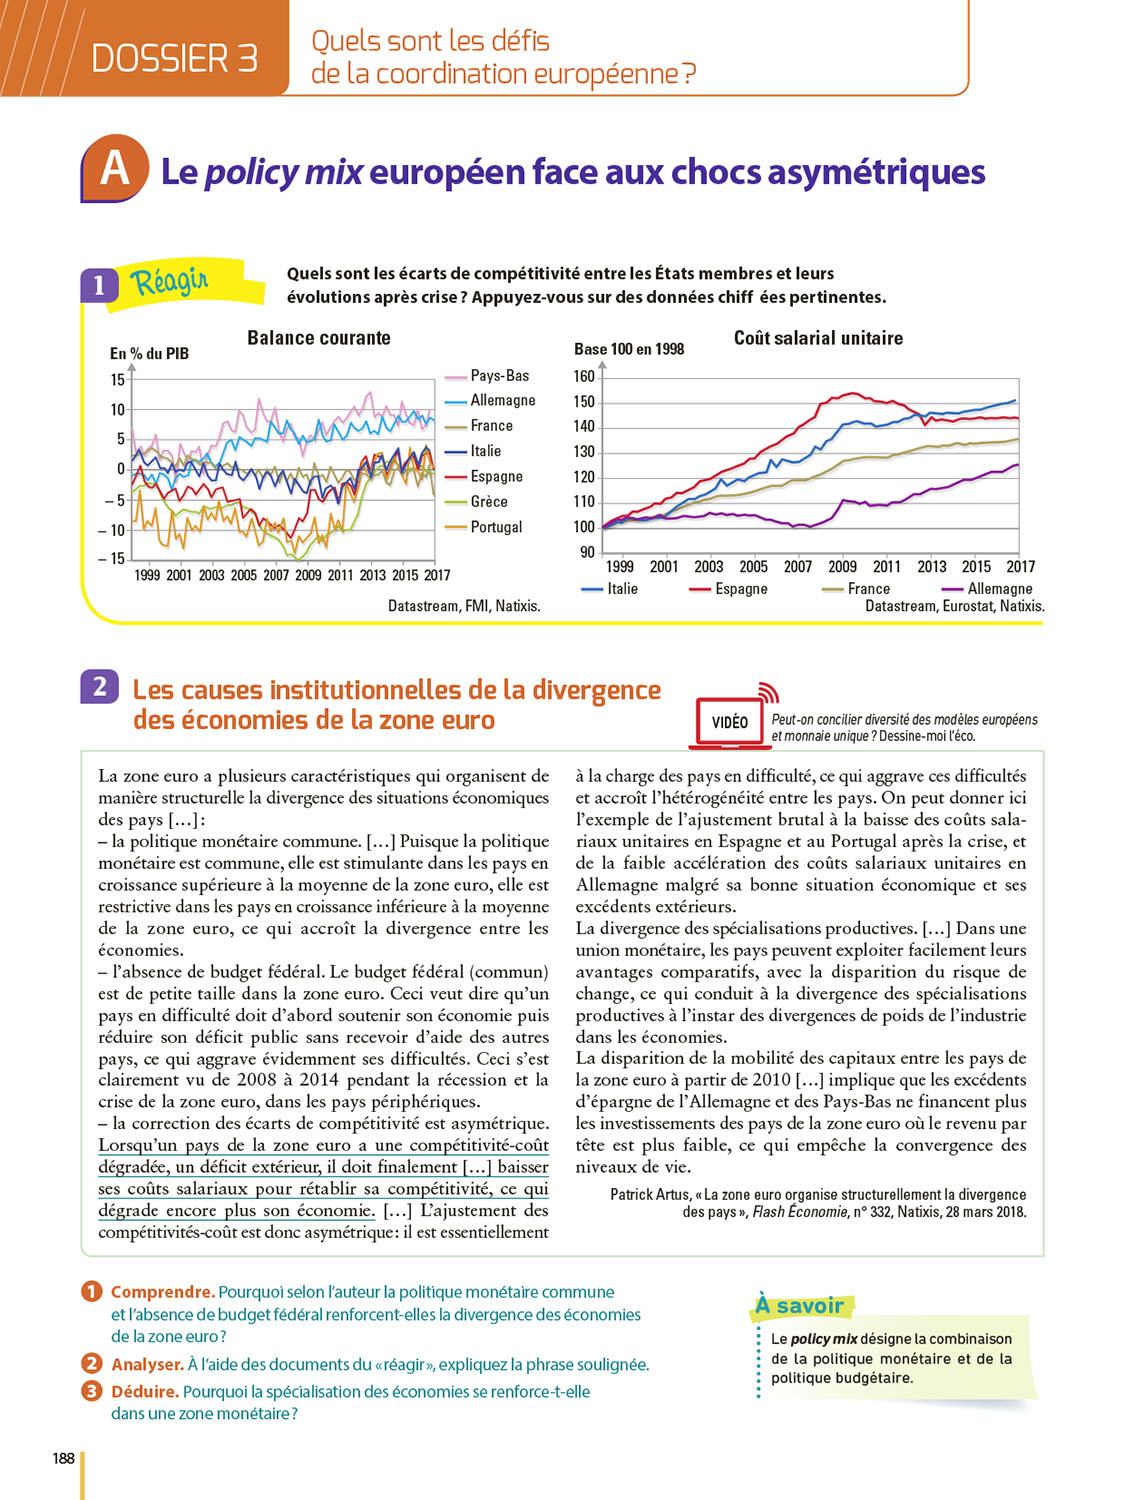 DOSSIER 3
Quels sont les défis
de la coordination européenne ?
A
Le policy mix européen face aux chocs asymétriques
1
Réagir
Quels sont les écarts de compétitivité entre les États membres et leurs
évolutions après crise ? Appuyez-vous sur des données chiff ées pertinentes.
Balance courante
En % du PIB
15
10
5
0
– 5
– 10
– 15
1999 2001 2003 2005 2007 2009 2011 2013 2015 2017
Pays-Bas
Allemagne
France
Italie
Espagne
Grèce
Portugal
Datastream, FMI, Natixis.
Coût salarial unitaire
Base 100 en 1998
160
150
140
130
120
110
100
90
1999 2001 2003 2005 2007 2009 2011 2013 2015 2017
Italie Espagne France Allemagne
Datastream, Eurostat, Natixis.
2
Les causes institutionnelles de la divergence
des économies de la zone euro
VIDÉO
Peut-on concilier diversité des modèles européens
et monnaie unique ? Dessine-moi l'éco.
La zone euro a plusieurs caractéristiques qui organisent de
manière structurelle la divergence des situations économiques
des pays […] :
– la politique monétaire commune. […] Puisque la politique
monétaire est commune, elle est stimulante dans les pays en
croissance supérieure à la moyenne de la zone euro, elle est
restrictive dans les pays en croissance inférieure à la moyenne
de la zone euro, ce qui accroît la divergence entre les
économies.
– l'absence de budget fédéral. Le budget fédéral (commun)
est de petite taille dans la zone euro. Ceci veut dire qu'un
pays en difficulté doit d'abord soutenir son économie puis
réduire son déficit public sans recevoir d'aide des autres
pays, ce qui aggrave évidemment ses difficultés. Ceci s'est
clairement vu de 2008 à 2014 pendant la récession et la
crise de la zone euro, dans les pays périphériques.
– la correction des écarts de compétitivité est asymétrique.
Lorsqu'un pays de la zone euro a une compétitivité-coût
dégradée, un déficit extérieur, il doit finalement […] baisser
ses coûts salariaux pour rétablir sa compétitivité, ce qui
dégrade encore plus son économie. […] L'ajustement des
compétitivités-coût est donc asymétrique : il est essentiellement
à la charge des pays en difficulté, ce qui aggrave ces difficultés
et accroît l'hétérogénéité entre les pays. On peut donner ici
l'exemple de l'ajustement brutal à la baisse des coûts sala-
riaux unitaires en Espagne et au Portugal après la crise, et
de la faible accélération des coûts salariaux unitaires en
Allemagne malgré sa bonne situation économique et ses
excédents extérieurs.
La divergence des spécialisations productives. […] Dans une
union monétaire, les pays peuvent exploiter facilement leurs
avantages comparatifs, avec la disparition du risque de
change, ce qui conduit à la divergence des spécialisations
productives à l'instar des divergences de poids de l'industrie
dans les économies.
La disparition de la mobilité des capitaux entre les pays de
la zone euro à partir de 2010 […] implique que les excédents
d'épargne de l'Allemagne et des Pays-Bas ne financent plus
les investissements des pays de la zone euro où le revenu par
tête est plus faible, ce qui empêche la convergence des
niveaux de vie.
Patrick Artus, « La zone euro organise structurellement la divergence
des pays », Flash Économie, n° 332, Natixis, 28 mars 2018.
1 Comprendre. Pourquoi selon l'auteur la politique monétaire commune
et l'absence de budget fédéral renforcent-elles la divergence des économies
de la zone euro ?
2 Analyser. À l'aide des documents du « réagir », expliquez la phrase soulignée.
3 Déduire. Pourquoi la spécialisation des économies se renforce-t-elle
dans une zone monétaire ?
À savoir
Le policy mix désigne la combinaison
de la politique monétaire et de la
politique budgétaire.
188